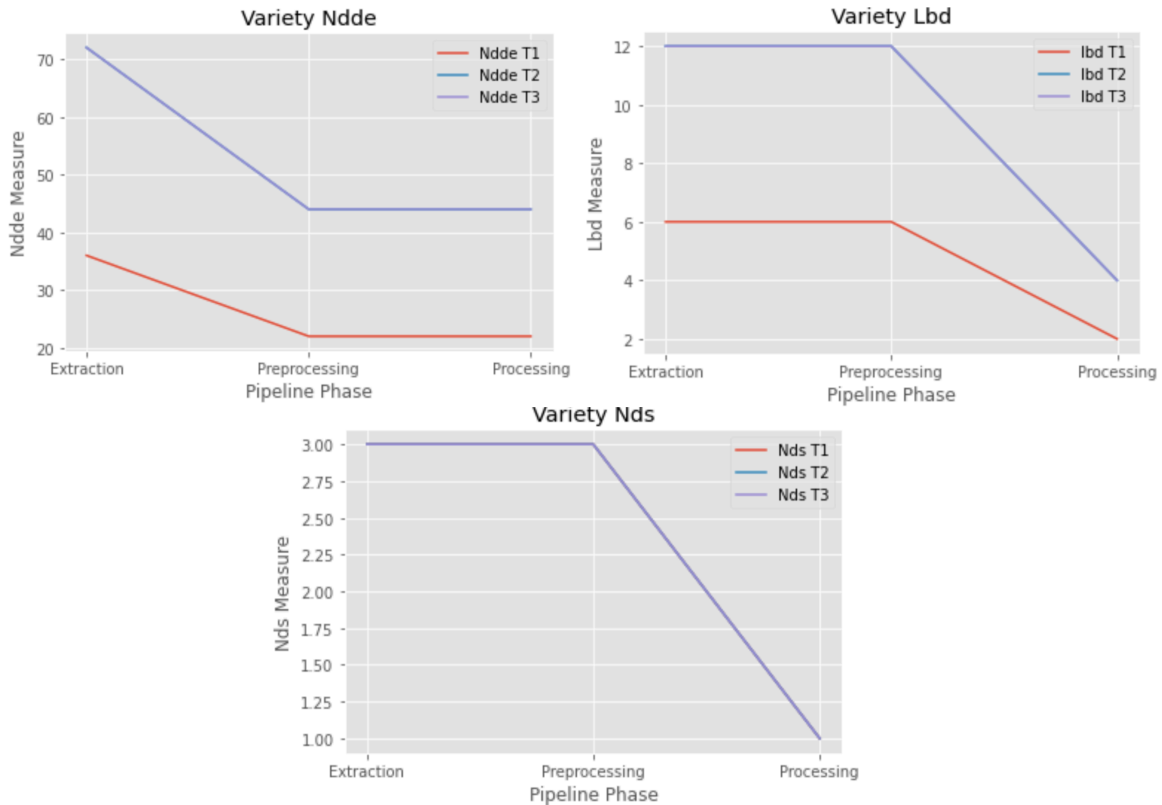 Variety Ndde
Ndde T1
Ndde T2
Ndde T3
70
60
50
40
30
20
Ndde Measure
Extraction Preprocessing Processing
Pipeline Phase
Variety Lbd
lbd T1
lbd T2
lbd T3
12
10
8
6
4
2
Lbd Measure
Extraction Preprocessing Processing
Pipeline Phase
Variety Nds
Nds T1
Nds T2
Nds T3
3.00
2.75
2.50
2.25
2.00
1.75
1.50
1.25
1.00
Nds Measure
Extraction Preprocessing Processing
Pipeline Phase